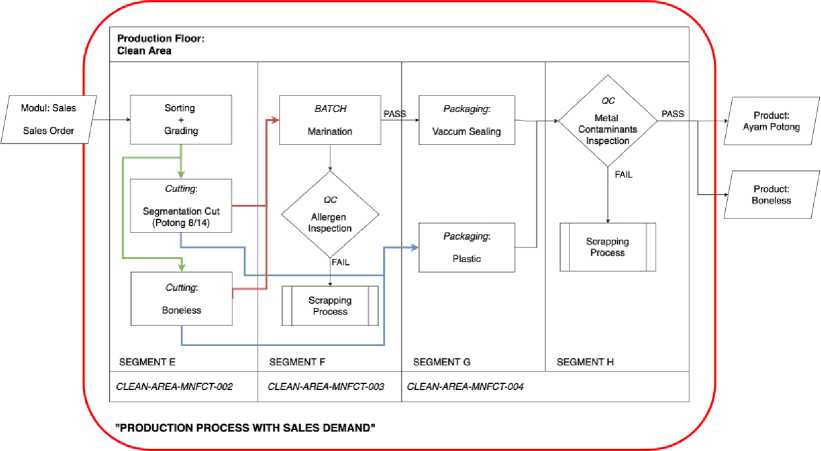 Production Floor:
Clean Area
Modul: Sales
Sales Order
Sorting
+
Grading
Cutting:
Segmentation Cut
(Potong 8/14)
Cutting:
Boneless
SEGMENT E
CLEAN-AREA-MNFCT-002
BATCH
Marination
PASS
QC
Allergen
Inspection
FAIL
Scrapping
Process
SEGMENT F
CLEAN-AREA-MNFCT-003
Packaging:
Vaccum Sealing
Packaging:
Plastic
SEGMENT G
CLEAN-AREA-MNFCT-004
QC
Metal
Contaminants
Inspection
PASS
FAIL
Scrapping
Process
SEGMENT H
Product:
Ayam Potong
Product:
Boneless
"PRODUCTION PROCESS WITH SALES DEMAND"